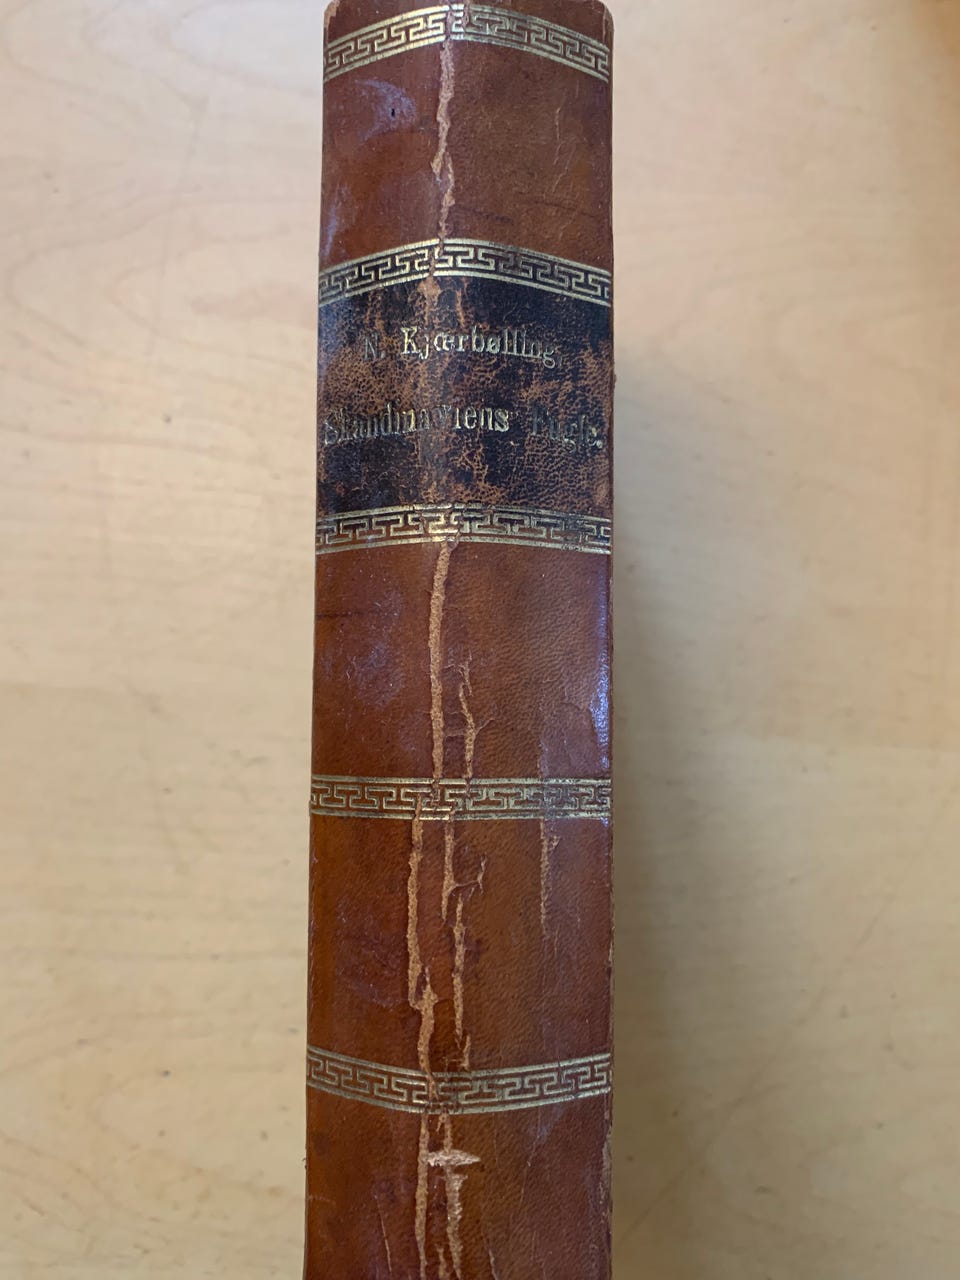 N. Kjærbølling,
Skandinaviens Fugle.